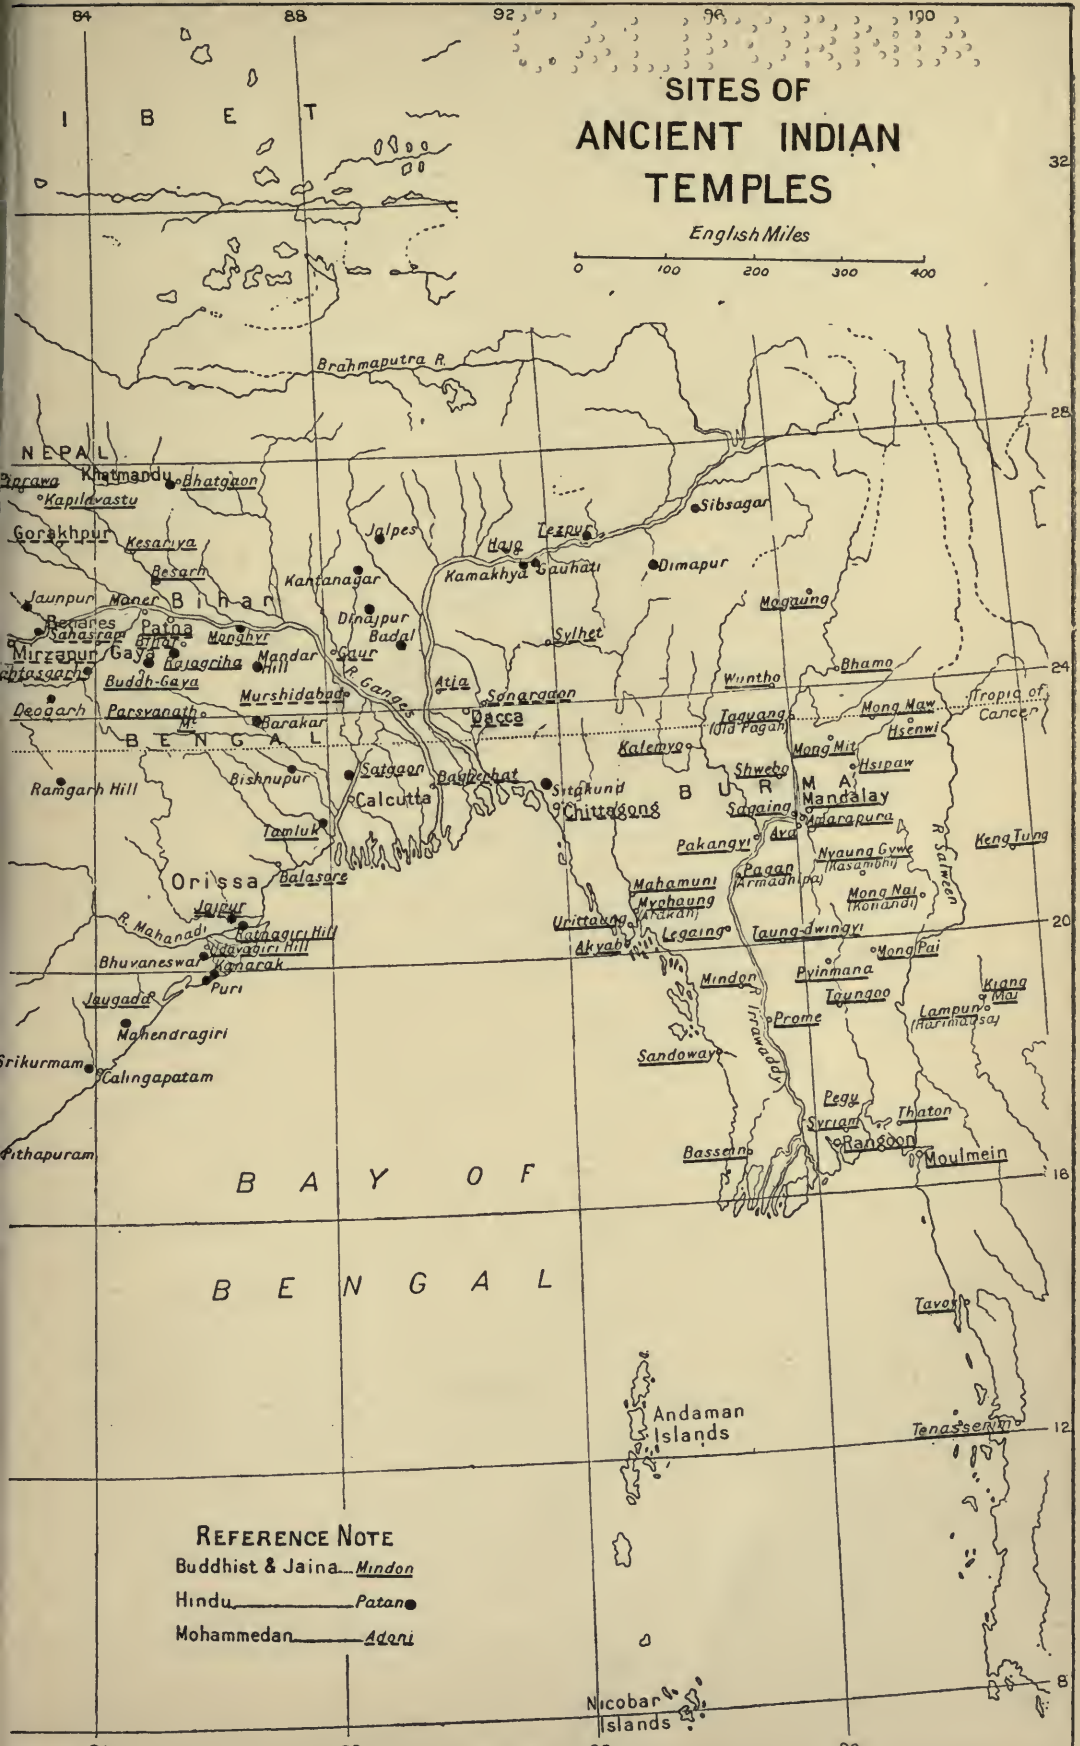 84 88 92 96 100
SITES OF
ANCIENT INDIAN
TEMPLES
English Miles
0 100 200 300 400
I B E T
32
Brahmaputra R.
28
NEPAL
Piprawa
Khatmandu
Bhatgaon
Kapilavastu
Sibsagar
Gorakhpur
Kesariya
Jalpes
Hajo
Tezpur
Besarh
Kantanagar
Kamakhya
Gauhati
Dimapur
Jaunpur
Maner
Bihar
Mogaung
Benares
Sahasram
Patna
Bihar
Monghyr
Dinajpur
Badal
Sylhet
Mirzapur
Gaya
Rajagriha
Mandar
Hill
Gaur
Bhamo
24
Buddh-Gaya
Murshidabad
R. Ganges
Atia
Sonargaon
Wuntho
Deogarh
Parsvanath
Mt.
Barakar
Dacca
Tagaung
(Old Pagan)
Mong Maw
Tropic of
Cancer
Hsenwi
BENGAL
Kalemyo
Mong Mit
Bishnupur
Satgaon
Bagherhat
Sitakund
Shwebo
Hsipaw
Ramgarh Hill
Calcutta
Chittagong
BURMA
Mandalay
Sagaing
Amarapura
Tamluk
Pakangyi
Ava
Keng Tung
Nyaung Gywe
(Kasambhi)
R Salween
Orissa
Balasore
Mahamuni
Pagan
(Armadhipa)
Mong Nai
(Konandi)
Jajpur
Myohaung
(Arakan)
20
R. Mahanadi
Ratnagiri Hill
Urittaung
Legaing
Taung-dwingyi
Udayagiri Hill
Akyab
Mong Pai
Bhuvaneswar
Kanarak
Puri
Mindon
Pyinmana
Kiang
Mai
Jaugada
Taungoo
Lampun
Mahendragiri
Prome
Srikurmam
Calingapatam
Sandoway
R Irrawaddy
Pegu
Thaton
Syriam
Pithapuram
Bassein
Rangoon
Moulmein
BAY OF
16
BENGAL
Tavoy
Andaman
Islands
Tenasserim
12
REFERENCE NOTE
Buddhist & Jaina Mindon
Hindu Patan
Mohammedan Adoni
8
Nicobar
Islands